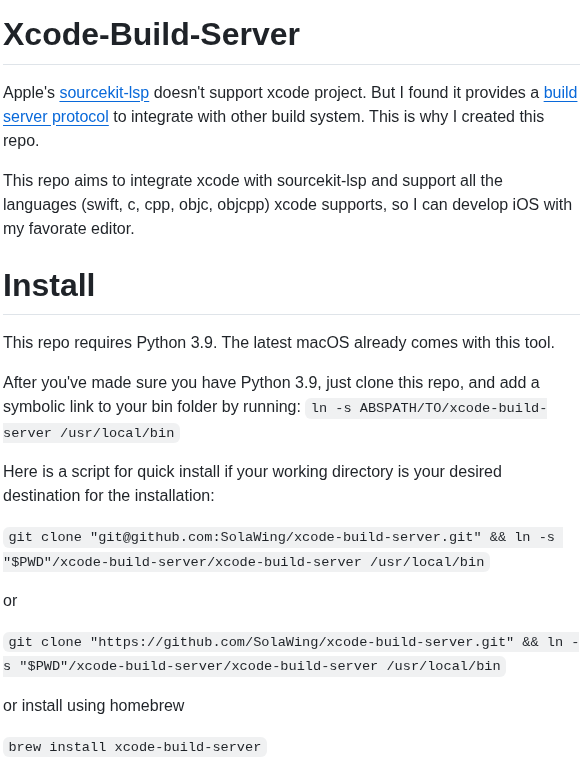 Xcode-Build-Server
Apple's sourcekit-lsp doesn't support xcode project. But I found it provides a build
server protocol to integrate with other build system. This is why I created this
repo.
This repo aims to integrate xcode with sourcekit-lsp and support all the
languages (swift, c, cpp, objc, objcpp) xcode supports, so I can develop iOS with
my favorate editor.
Install
This repo requires Python 3.9. The latest macOS already comes with this tool.
After you've made sure you have Python 3.9, just clone this repo, and add a
symbolic link to your bin folder by running: ln -s ABSPATH/TO/xcode-build-
server /usr/local/bin
Here is a script for quick install if your working directory is your desired
destination for the installation:
git clone "git@github.com:SolaWing/xcode-build-server.git" && ln -s
"$PWD"/xcode-build-server/xcode-build-server /usr/local/bin
or
git clone "https://github.com/SolaWing/xcode-build-server.git" && ln -
s "$PWD"/xcode-build-server/xcode-build-server /usr/local/bin
or install using homebrew
brew install xcode-build-server